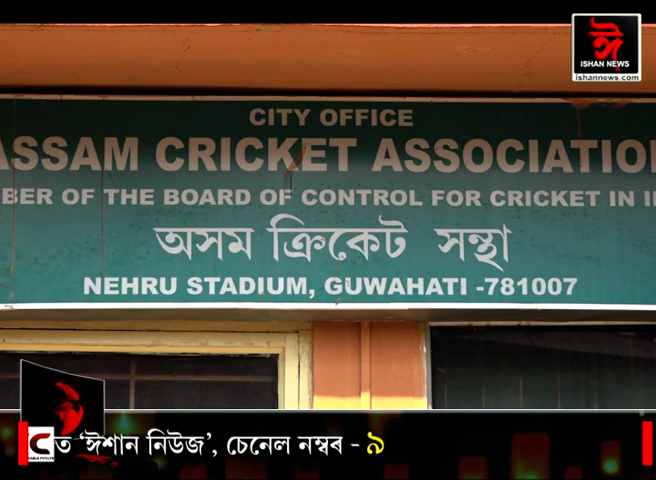 ঈ
ISHAN NEWS
ishannews.com
CITY OFFICE
ASSAM CRICKET ASSOCIATION
BER OF THE BOARD OF CONTROL FOR CRICKET IN
অসম ক্রিকেট সন্থা
NEHRU STADIUM, GUWAHATI -781007
ত ‘ঈশান নিউজ’, চেনেল নম্বৰ - ৯